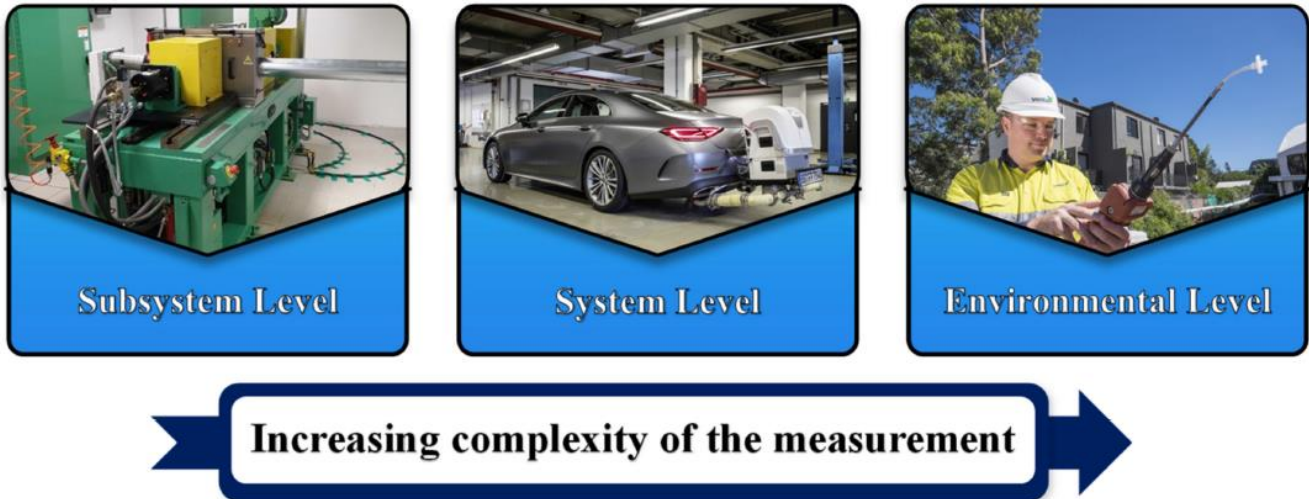 Subsystem Level
System Level
Environmental Level
Increasing complexity of the measurement